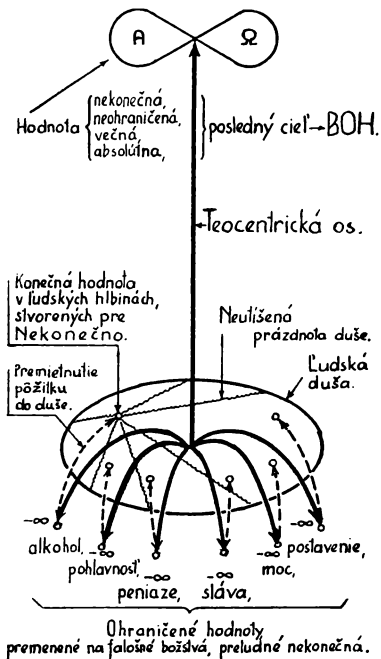 A Ω
Hodnota
nekonečná,
neohraničená,
večná,
absolútna,
posledný cieľ→BOH.
Teocentrická os.
Konečná hodnota
v ľudských hĺbinách,
stvorených pre
Nekonečno.
Neutíšená
prázdnota duše.
Ľudská
duša.
Premietnutie
pôžitku
do duše.
-∞
alkohol,
-∞
pohlavnosť,
-∞
peniaze,
-∞
sláva,
-∞
moc,
-∞
postavenie,
Ohraničené hodnoty
premenené na falošné božstvá, preludné nekonečná.